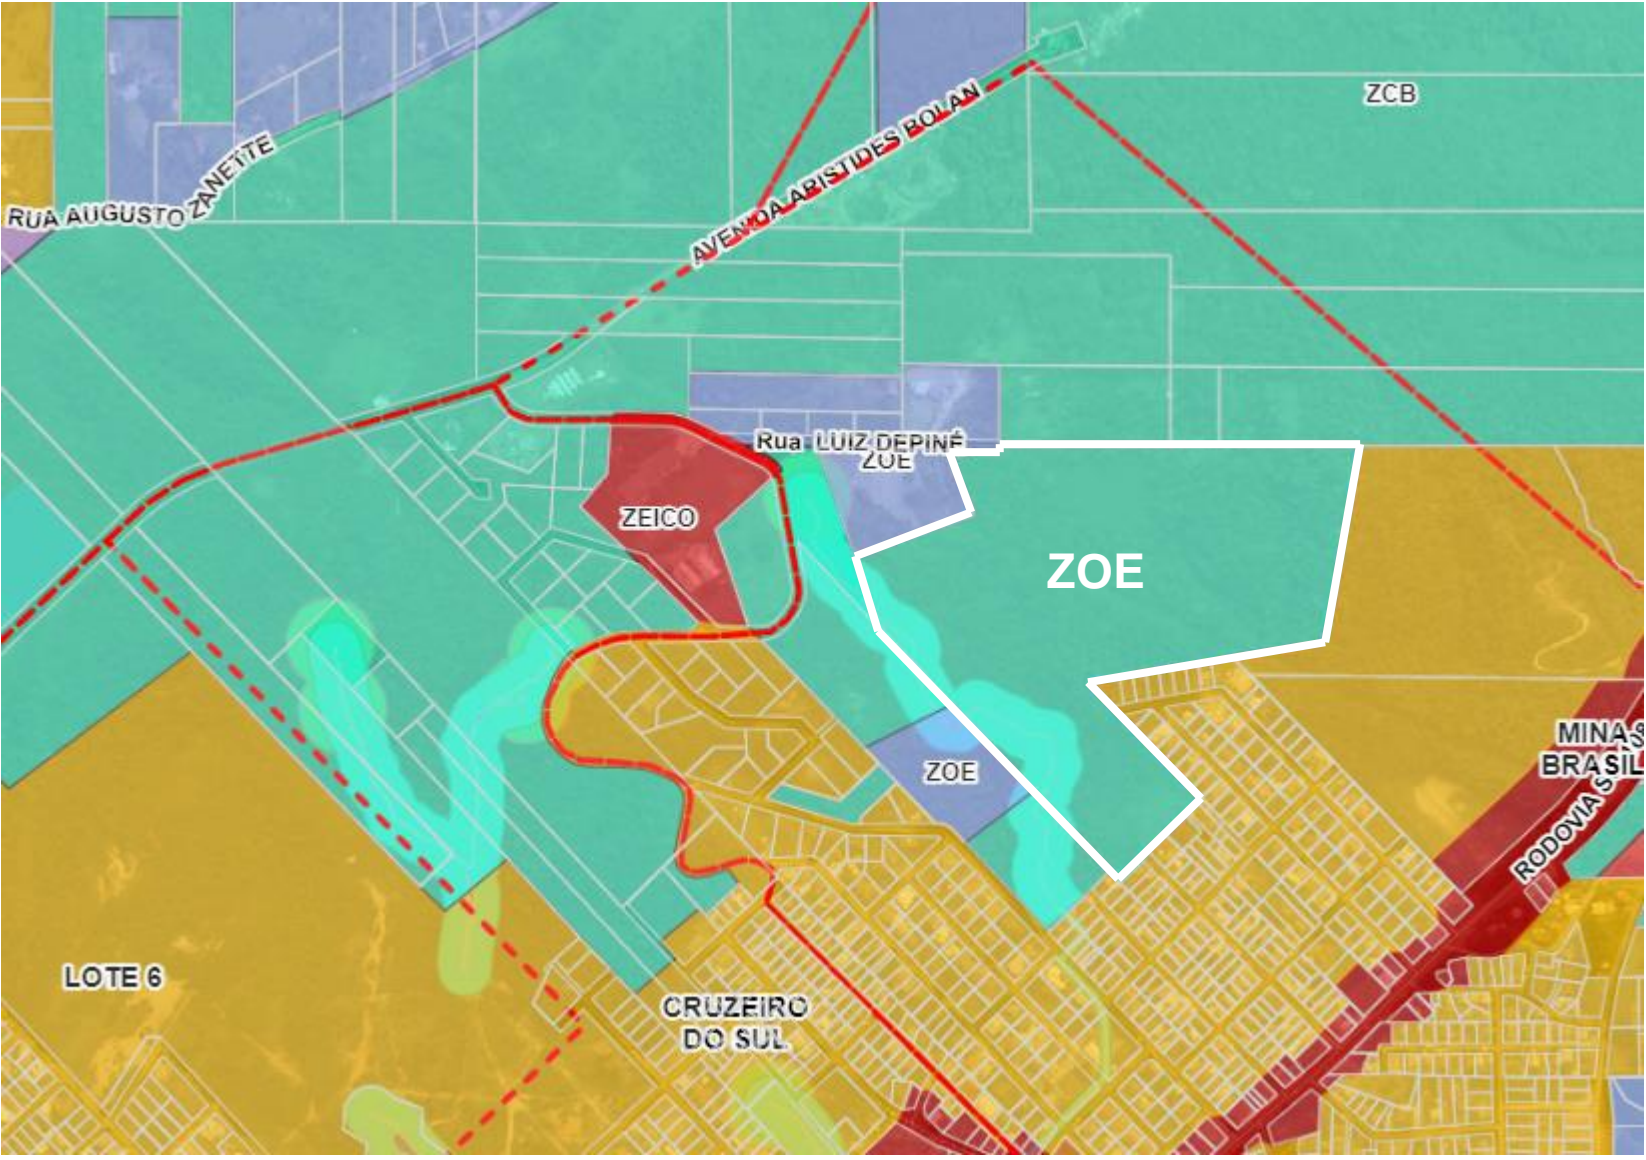 ZCB
AVENIDA ARISTIDES BOLAN
RUA AUGUSTO ZANETTE
Rua LUIZ DEPINÉ
ZOE
ZEICO
ZOE
ZOE
MINAS
BRASIL
RODOVIA S
LOTE 6
CRUZEIRO
DO SUL